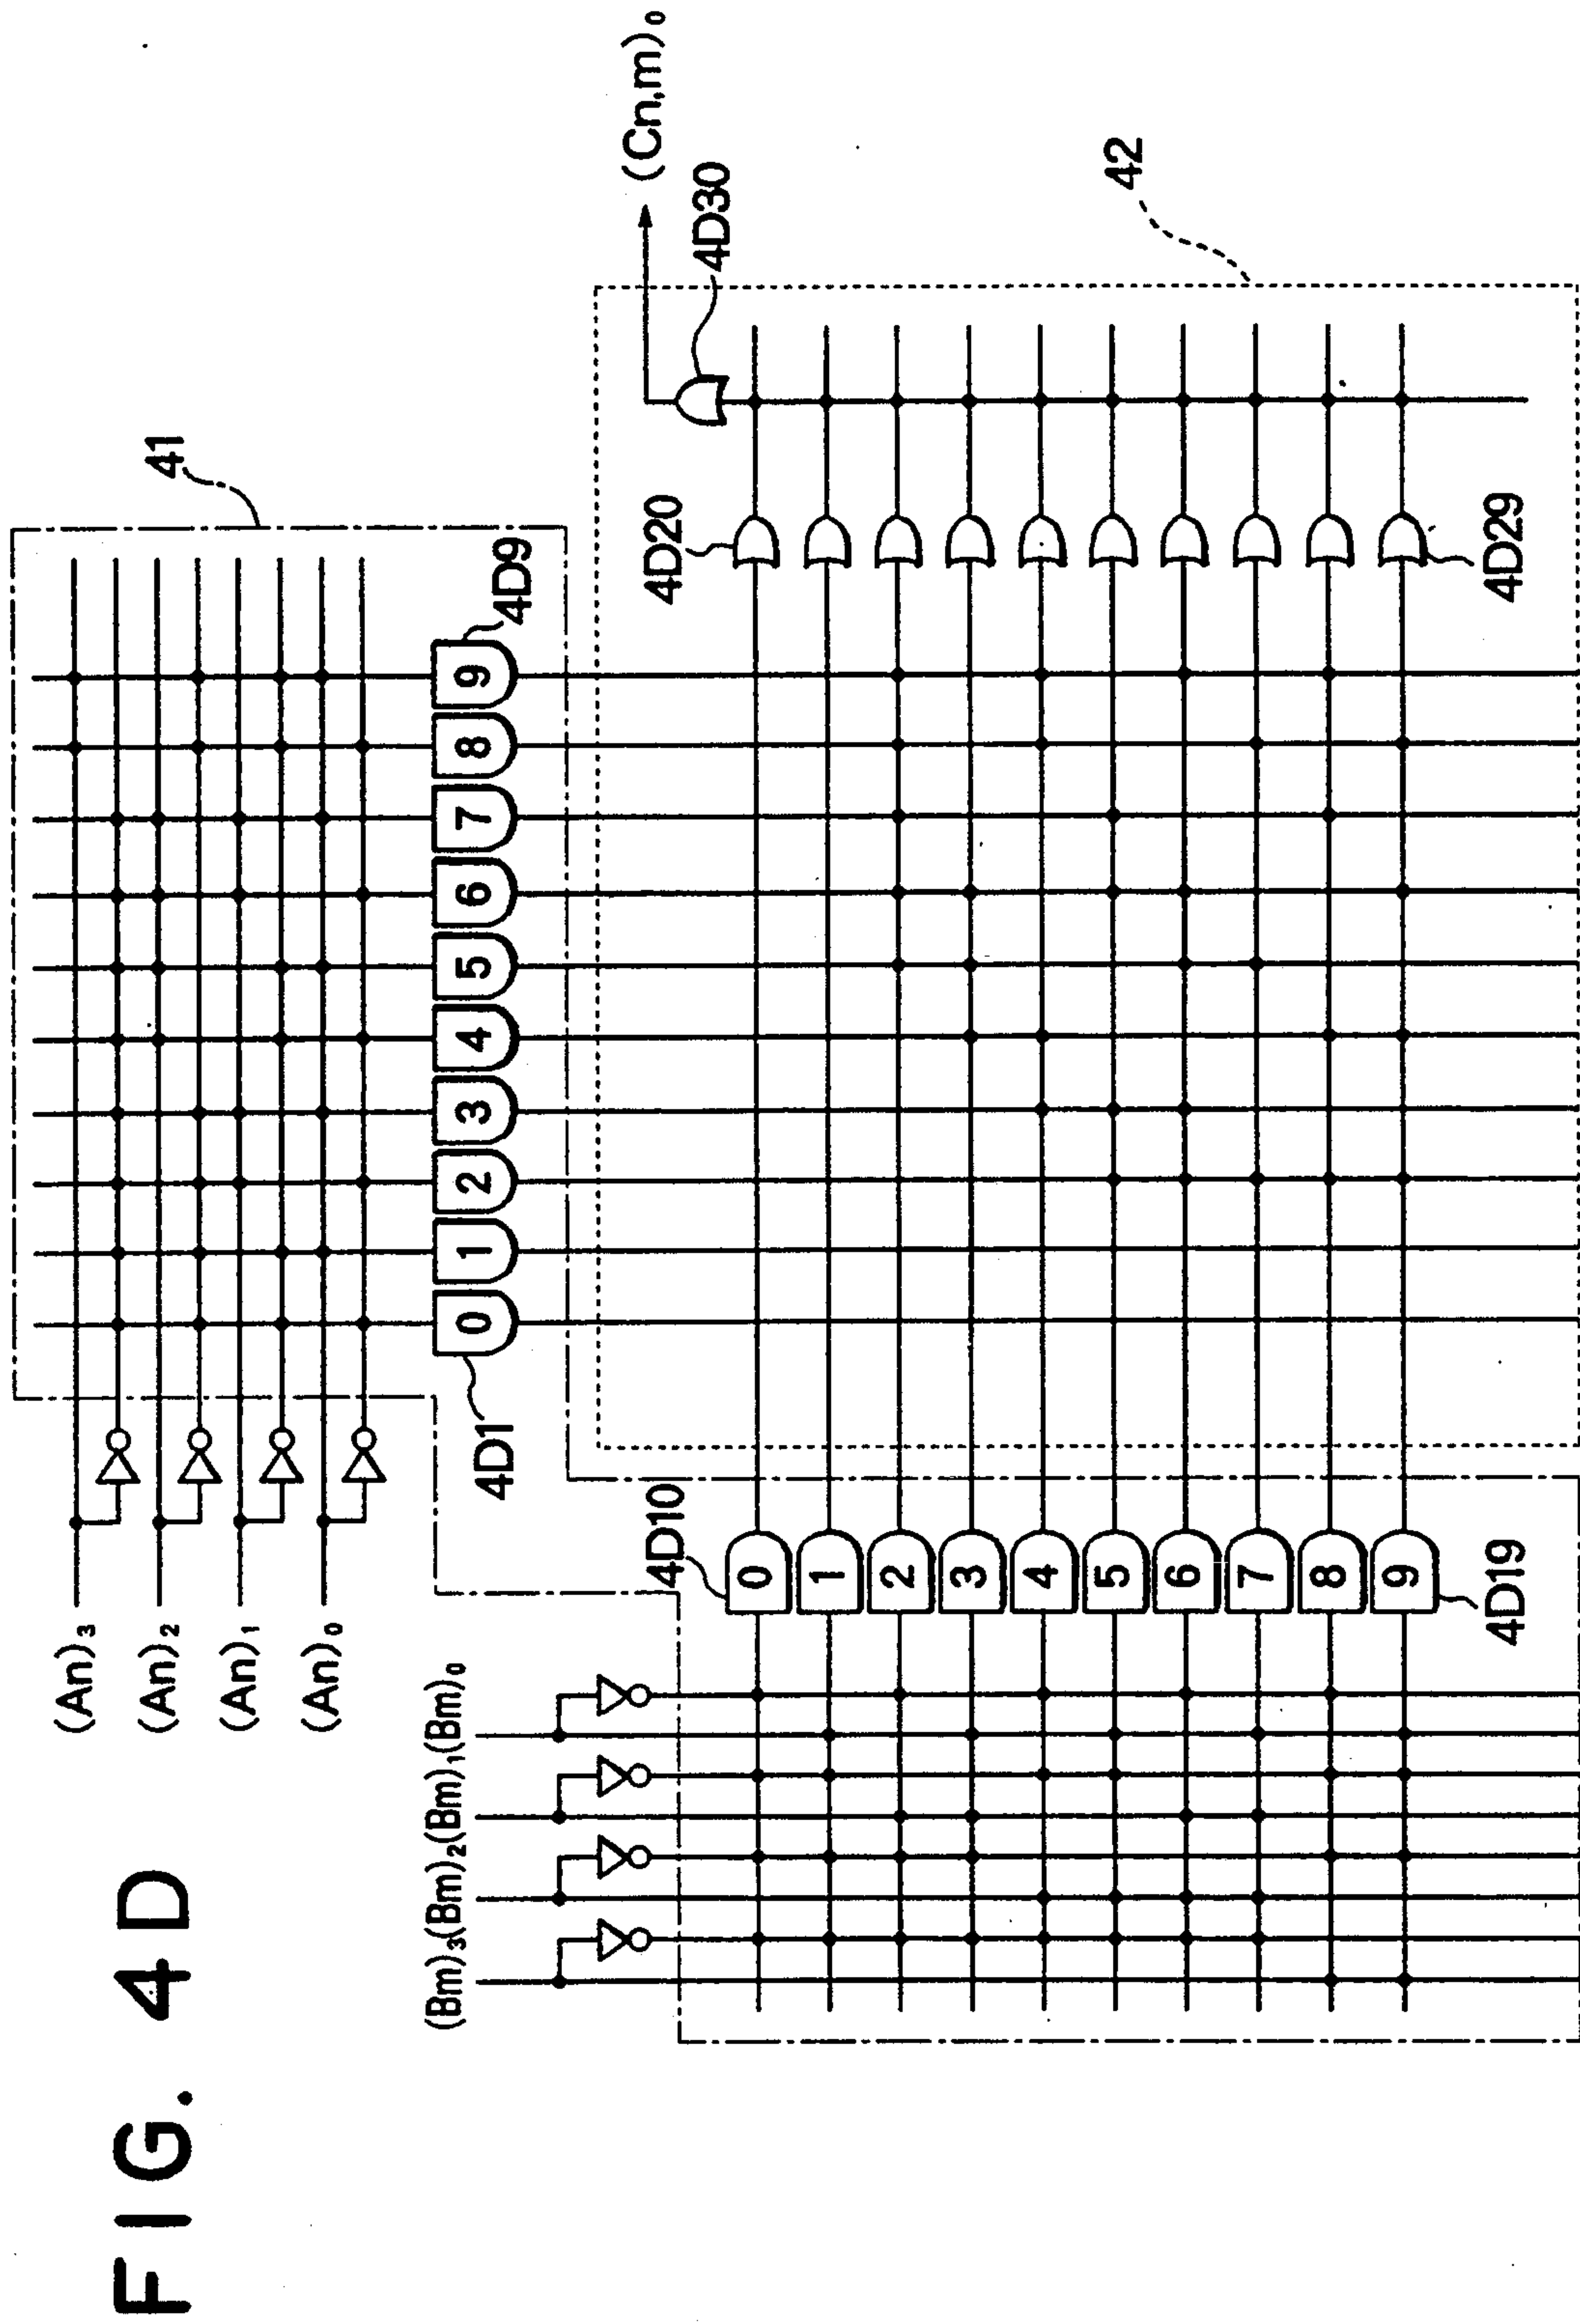 FIG. 4D
(An)₃
(An)₂
(An)₁
(An)₀
41
4D1
0
1
2
3
4
5
6
7
8
9
4D9
(Bm)₃(Bm)₂(Bm)₁(Bm)₀
4D10
0
1
2
3
4
5
6
7
8
9
4D19
4D20
4D29
4D30
(Cn,m)₀
42